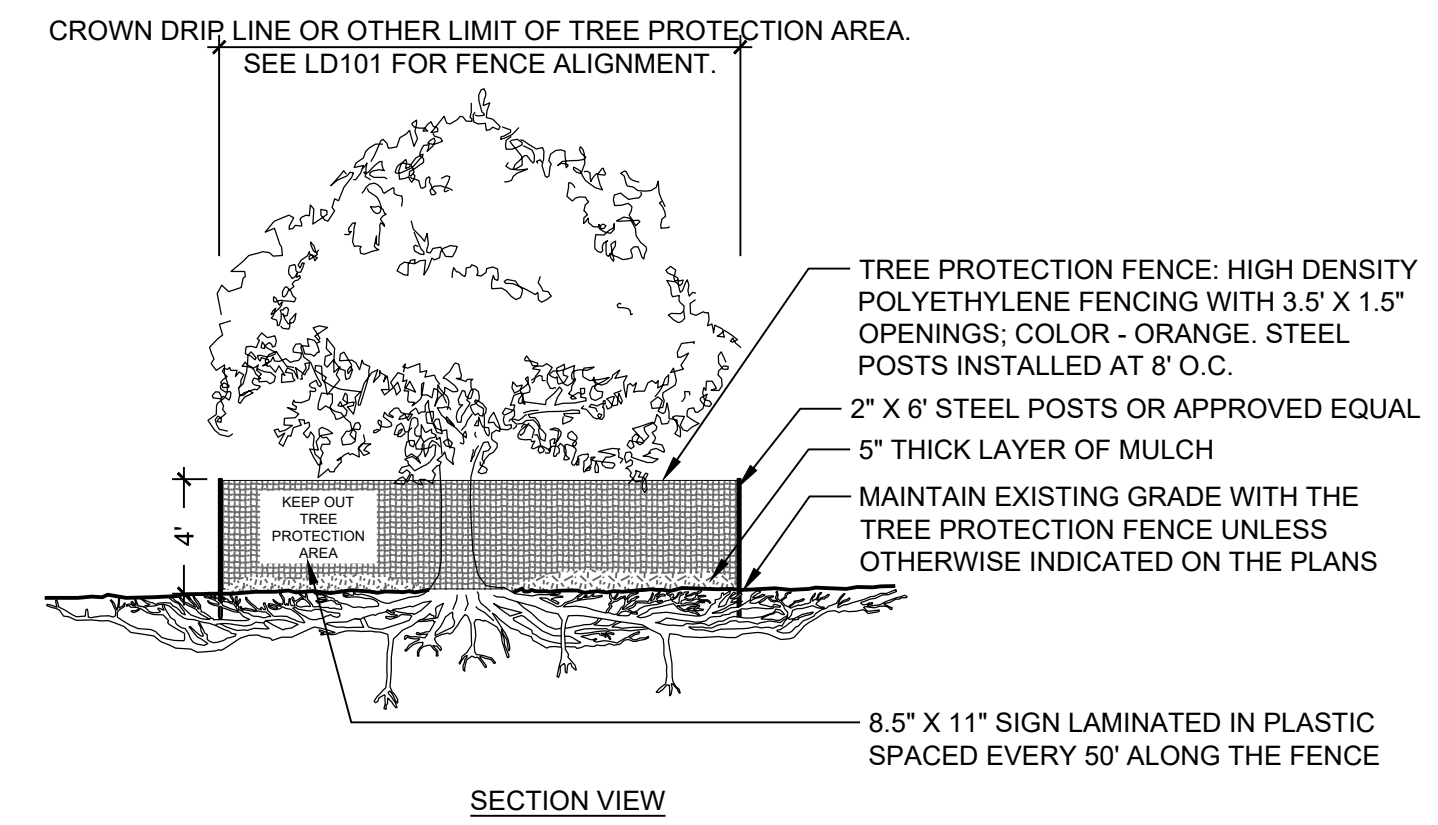 CROWN DRIP LINE OR OTHER LIMIT OF TREE PROTECTION AREA.
SEE LD101 FOR FENCE ALIGNMENT.
TREE PROTECTION FENCE: HIGH DENSITY
POLYETHYLENE FENCING WITH 3.5' X 1.5"
OPENINGS; COLOR - ORANGE. STEEL
POSTS INSTALLED AT 8' O.C.
2" X 6' STEEL POSTS OR APPROVED EQUAL
5" THICK LAYER OF MULCH
MAINTAIN EXISTING GRADE WITH THE
TREE PROTECTION FENCE UNLESS
OTHERWISE INDICATED ON THE PLANS
4'
KEEP OUT
TREE
PROTECTION
AREA
8.5" X 11" SIGN LAMINATED IN PLASTIC
SPACED EVERY 50' ALONG THE FENCE
SECTION VIEW